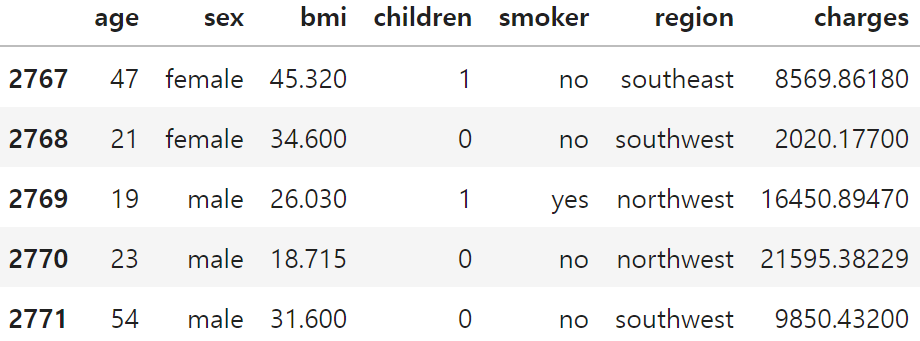 age sex bmi children smoker region charges
2767 47 female 45.320 1 no southeast 8569.86180
2768 21 female 34.600 0 no southwest 2020.17700
2769 19 male 26.030 1 yes northwest 16450.89470
2770 23 male 18.715 0 no northwest 21595.38229
2771 54 male 31.600 0 no southwest 9850.43200